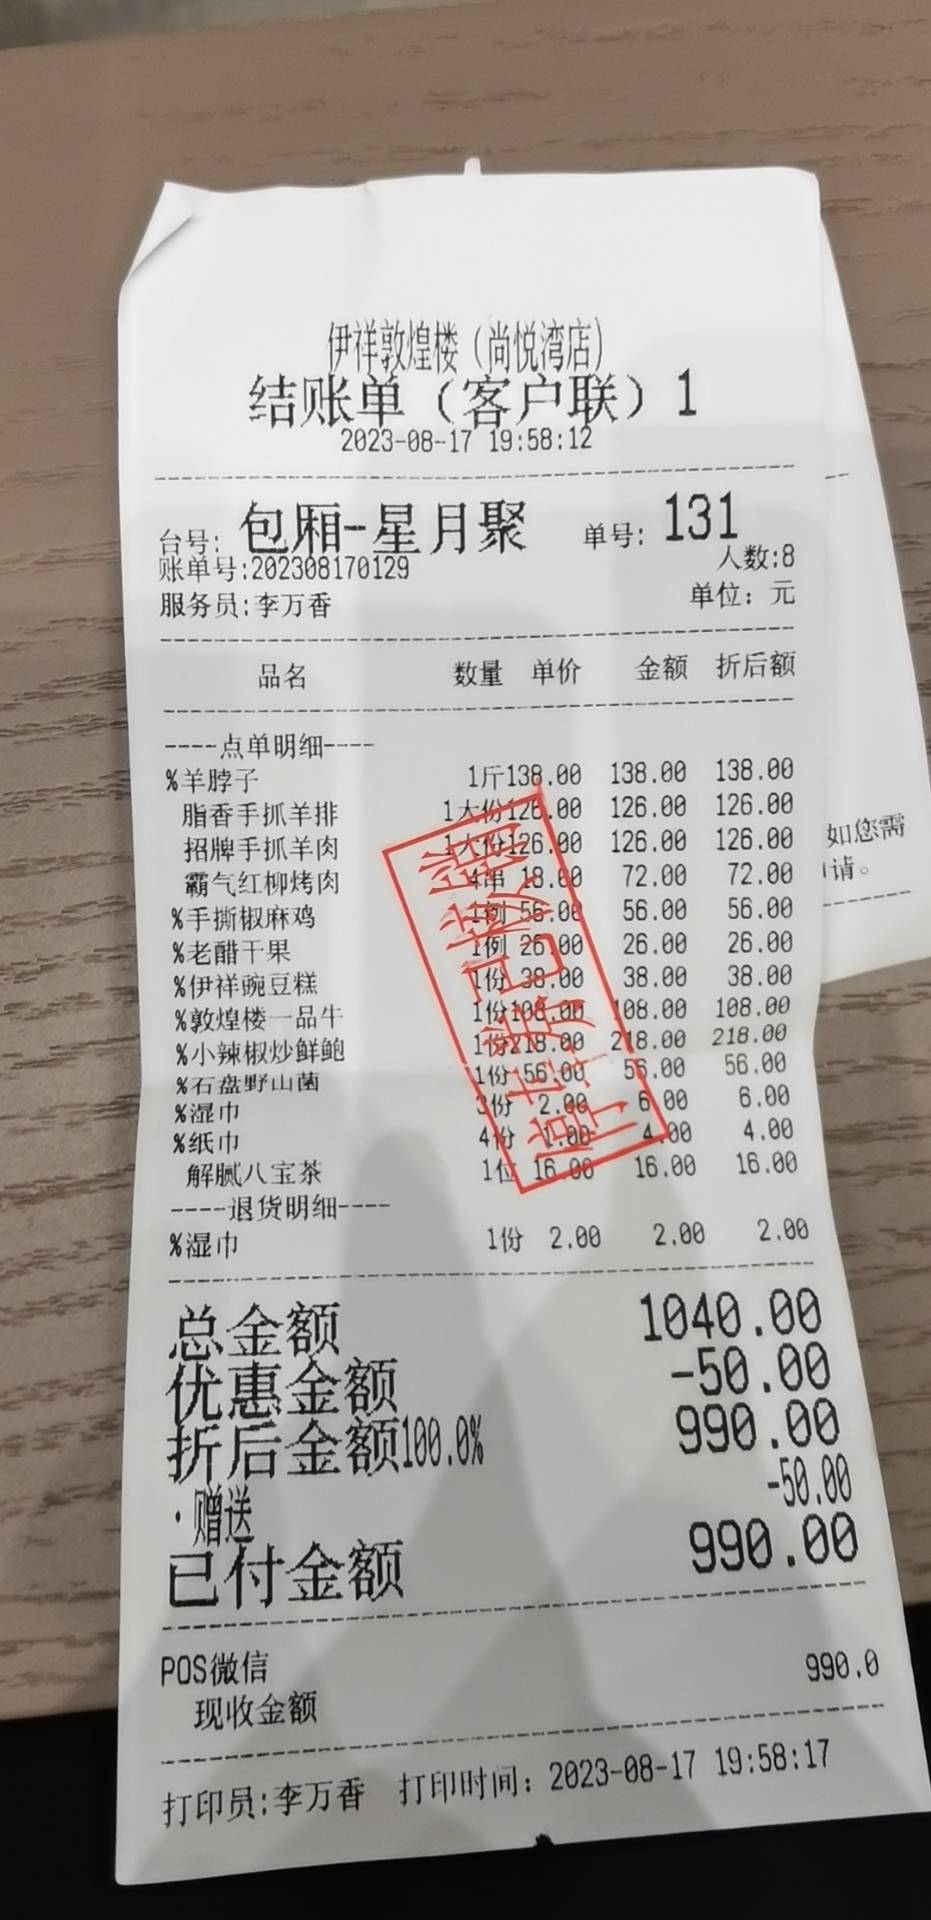 伊祥敦煌楼（尚悦湾店）
结账单（客户联）1
2023-08-17 19:58:12
台号: 包厢-星月聚 单号: 131
账单号:202308170129 人数:8
服务员:李万香 单位: 元
品名 数量 单价 金额 折后额
----点单明细----
%羊脖子 1斤138.00 138.00 138.00
脂香手抓羊排 1大份126.00 126.00 126.00
招牌手抓羊肉 1大份126.00 126.00 126.00
霸气红柳烤肉 4串 18.00 72.00 72.00
%手撕椒麻鸡 1例 56.00 56.00 56.00
%老醋干果 1例 26.00 26.00 26.00
%伊祥豌豆糕 1份 38.00 38.00 38.00
%敦煌楼一品牛 1份108.00 108.00 108.00
%小辣椒炒鲜鲍 1份218.00 218.00 218.00
%石盘野山菌 1份 56.00 56.00 56.00
%湿巾 3份 2.00 6.00 6.00
%纸巾 4份 1.00 4.00 4.00
解腻八宝茶 1位 16.00 16.00 16.00
----退货明细----
%湿巾 1份 2.00 2.00 2.00
总金额 1040.00
优惠金额 -50.00
折后金额100.0% 990.00
·赠送 -50.00
已付金额 990.00
POS微信 990.0
现收金额
打印员:李万香 打印时间: 2023-08-17 19:58:17
如您需
请。